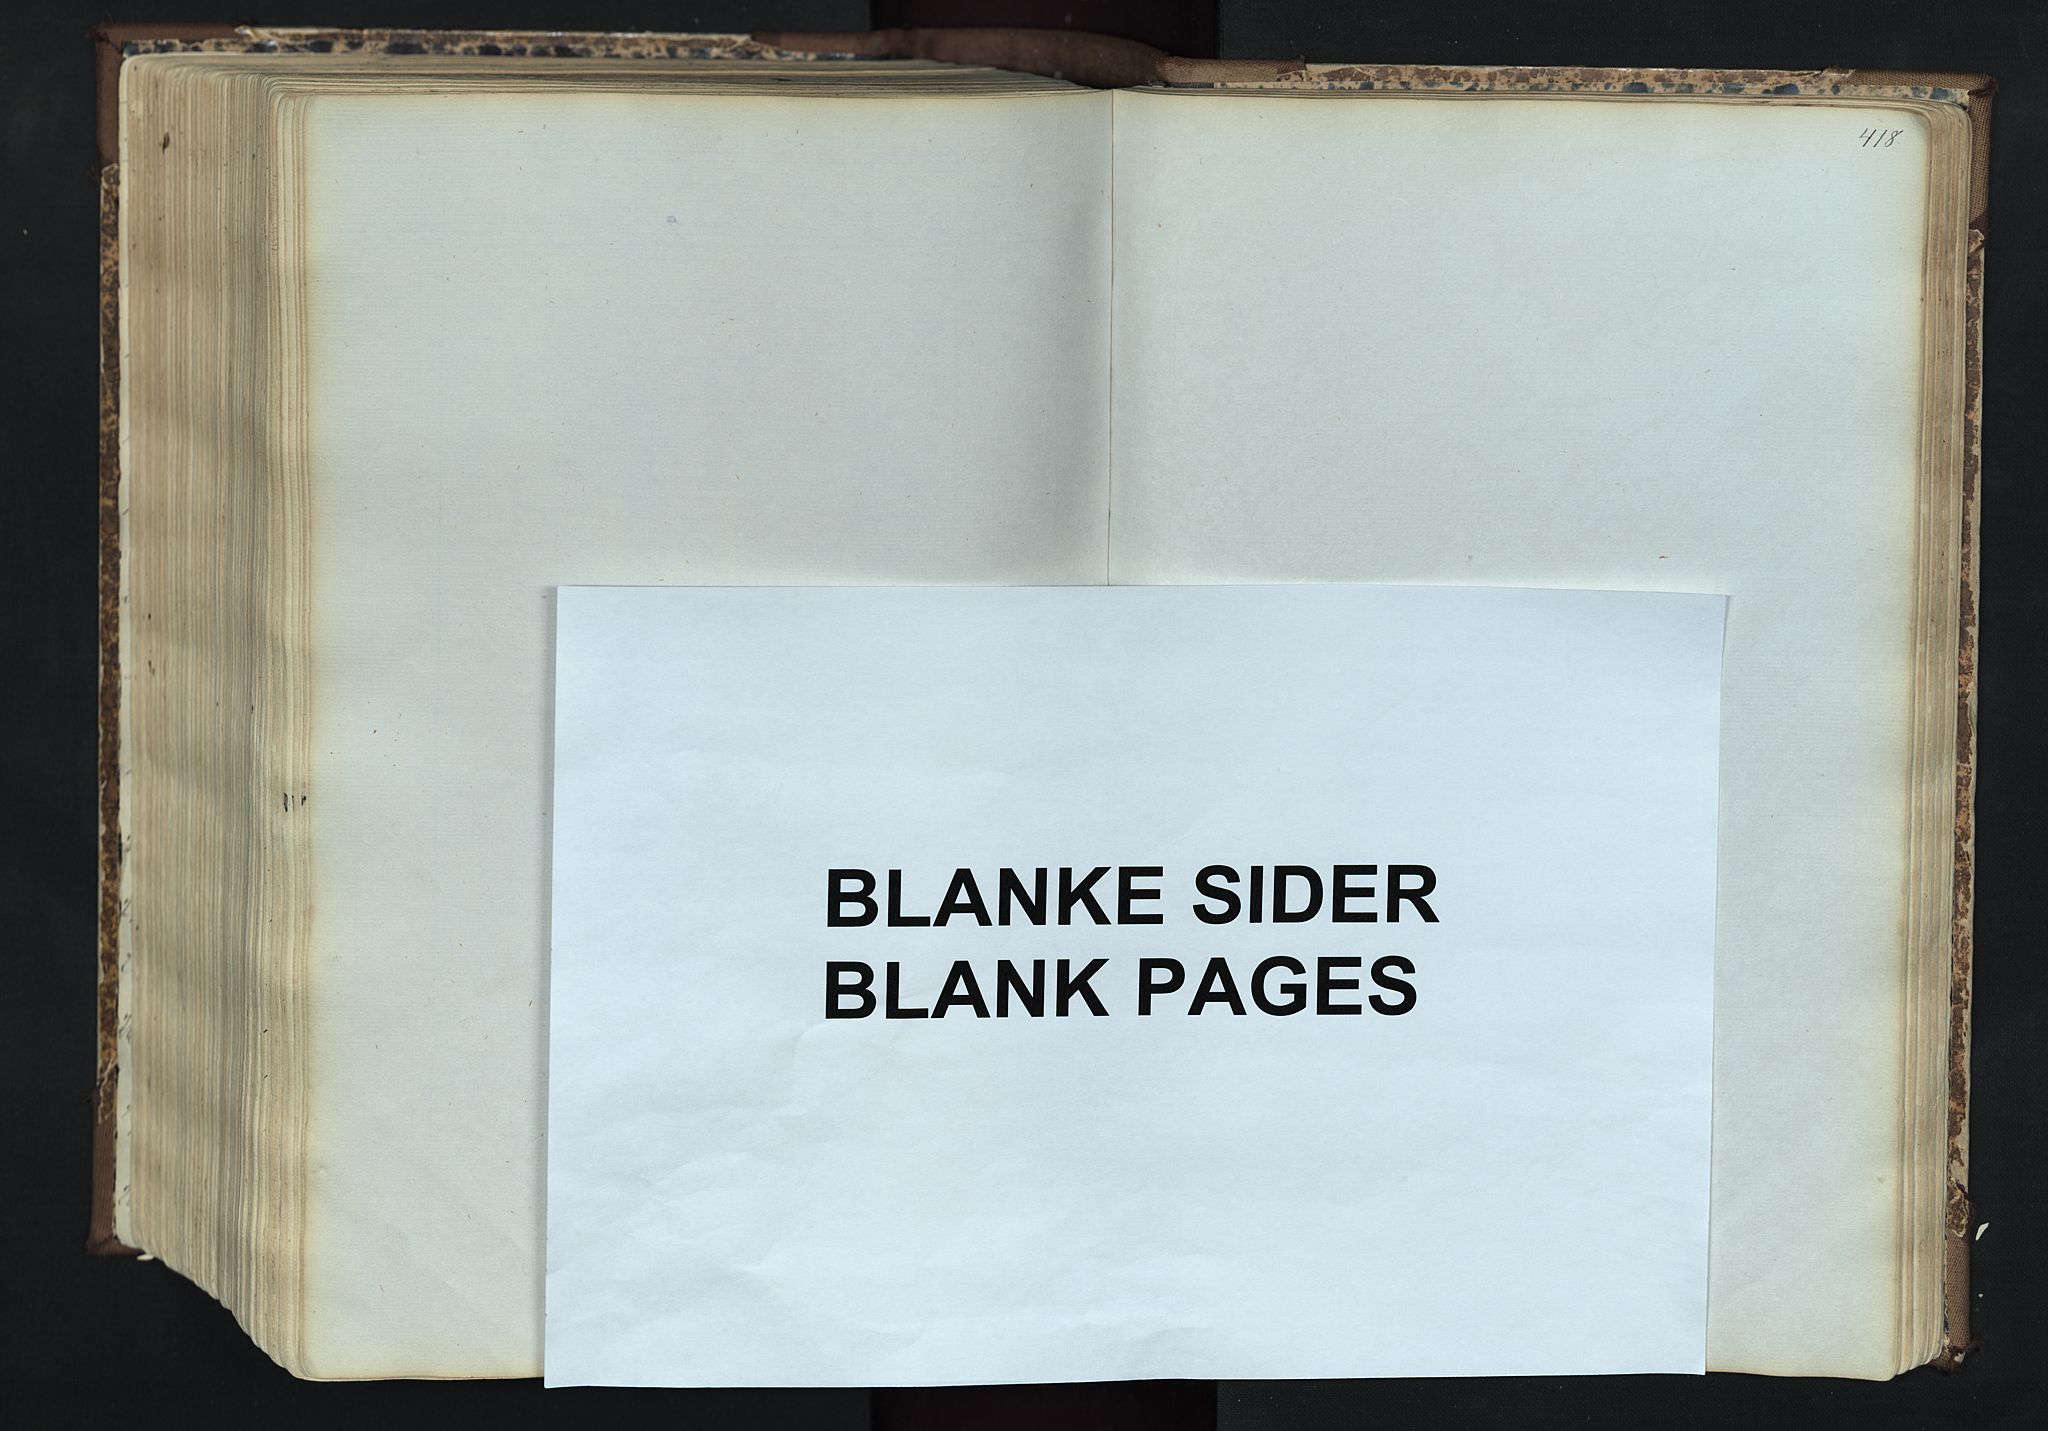 418
BLANKE SIDER
BLANK PAGES